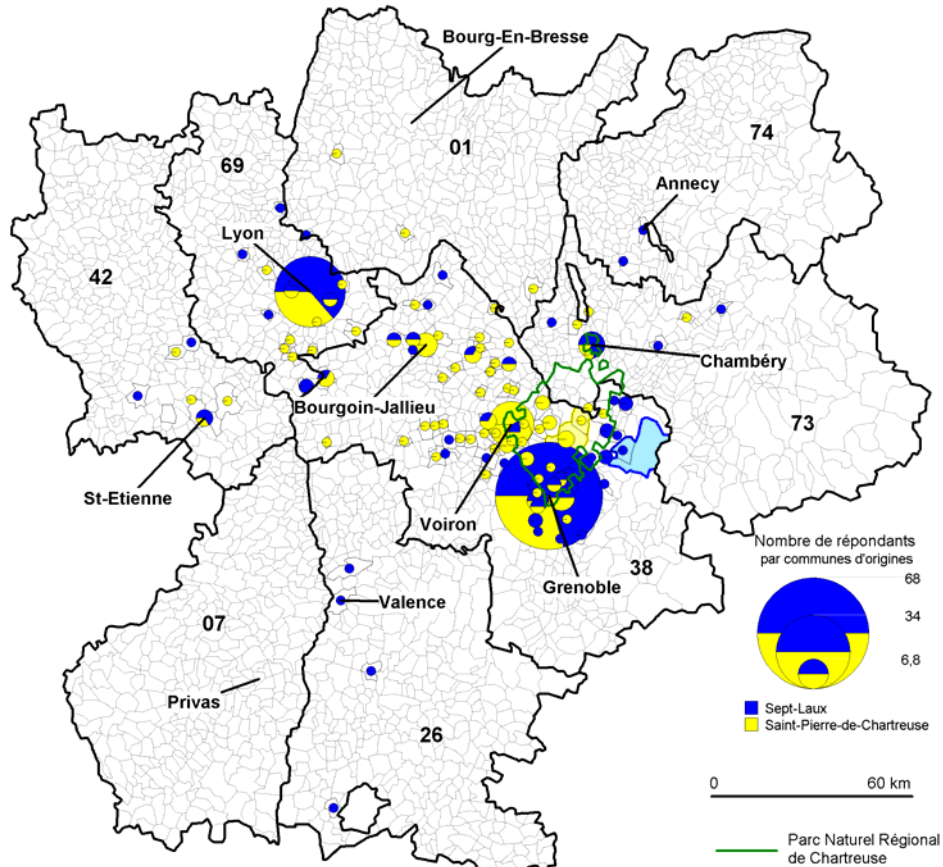 Bourg-En-Bresse
74
01
69
Annecy
Lyon
42
Chambéry
Bourgoin-Jallieu
73
St-Etienne
Voiron
Nombre de répondants
par communes d'origines
38
68
Grenoble
34
Valence
07
6,8
Privas
Sept-Laux
Saint-Pierre-de-Chartreuse
26
0 60 km
Parc Naturel Régional
de Chartreuse